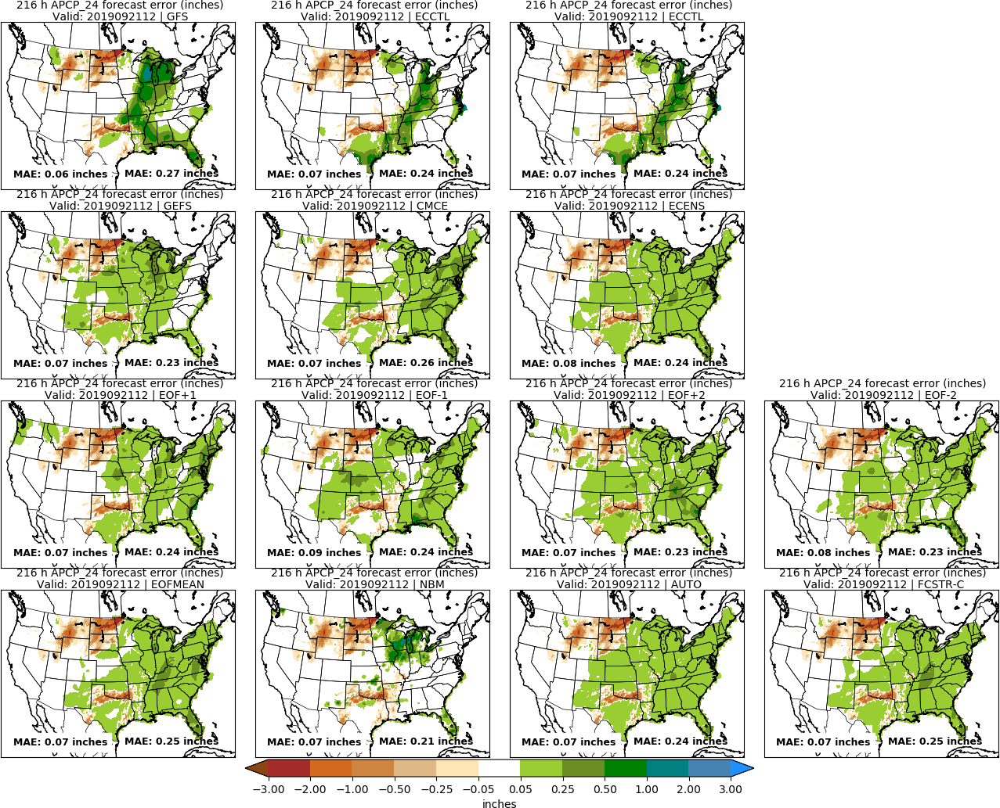 216 h APCP_24 forecast error (inches)
Valid: 2019092112 | GFS
MAE: 0.06 inches MAE: 0.27 inches
216 h APCP_24 forecast error (inches)
Valid: 2019092112 | ECCTL
MAE: 0.07 inches MAE: 0.24 inches
216 h APCP_24 forecast error (inches)
Valid: 2019092112 | ECCTL
MAE: 0.07 inches MAE: 0.24 inches
216 h APCP_24 forecast error (inches)
Valid: 2019092112 | GEFS
MAE: 0.07 inches MAE: 0.23 inches
216 h APCP_24 forecast error (inches)
Valid: 2019092112 | CMCE
MAE: 0.07 inches MAE: 0.26 inches
216 h APCP_24 forecast error (inches)
Valid: 2019092112 | ECENS
MAE: 0.08 inches MAE: 0.24 inches
216 h APCP_24 forecast error (inches)
Valid: 2019092112 | EOF+1
MAE: 0.07 inches MAE: 0.24 inches
216 h APCP_24 forecast error (inches)
Valid: 2019092112 | EOF-1
MAE: 0.09 inches MAE: 0.24 inches
216 h APCP_24 forecast error (inches)
Valid: 2019092112 | EOF+2
MAE: 0.07 inches MAE: 0.23 inches
216 h APCP_24 forecast error (inches)
Valid: 2019092112 | EOF-2
MAE: 0.08 inches MAE: 0.23 inches
216 h APCP_24 forecast error (inches)
Valid: 2019092112 | EOFMEAN
MAE: 0.07 inches MAE: 0.25 inches
216 h APCP_24 forecast error (inches)
Valid: 2019092112 | NBM
MAE: 0.07 inches MAE: 0.21 inches
216 h APCP_24 forecast error (inches)
Valid: 2019092112 | AUTO
MAE: 0.07 inches MAE: 0.24 inches
216 h APCP_24 forecast error (inches)
Valid: 2019092112 | FCSTR-C
MAE: 0.07 inches MAE: 0.25 inches
−3.00 −2.00 −1.00 −0.50 −0.25 −0.05 0.05 0.25 0.50 1.00 2.00 3.00
inches